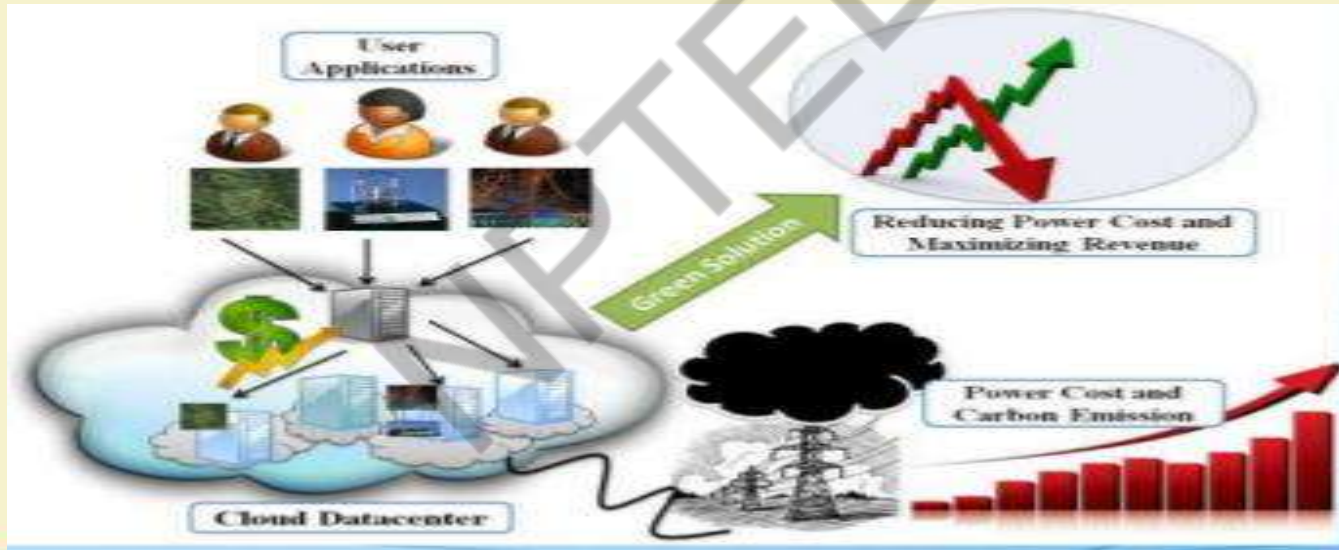 User
Applications
Reducing Power Cost and
Maximizing Revenue
Green Solution
Power Cost and
Carbon Emission
Cloud Datacenter
NPTEL